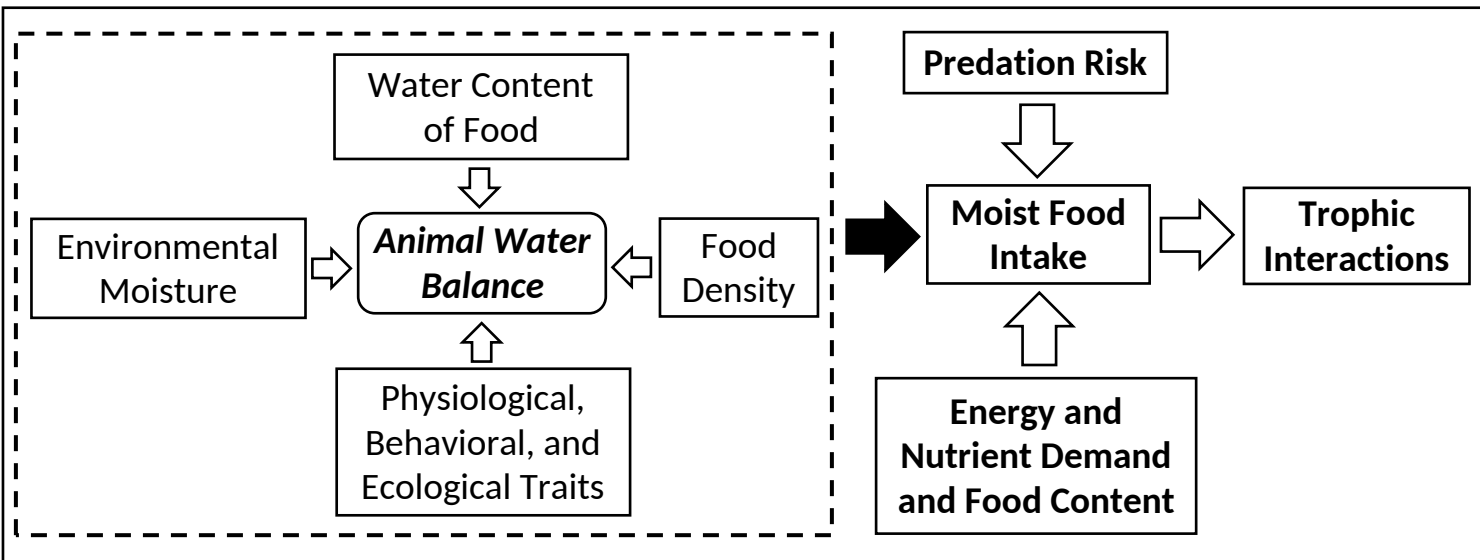 Water Content
of Food
Environmental
Moisture
Animal Water
Balance
Food
Density
Physiological,
Behavioral, and
Ecological Traits
Predation Risk
Moist Food
Intake
Trophic
Interactions
Energy and
Nutrient Demand
and Food Content